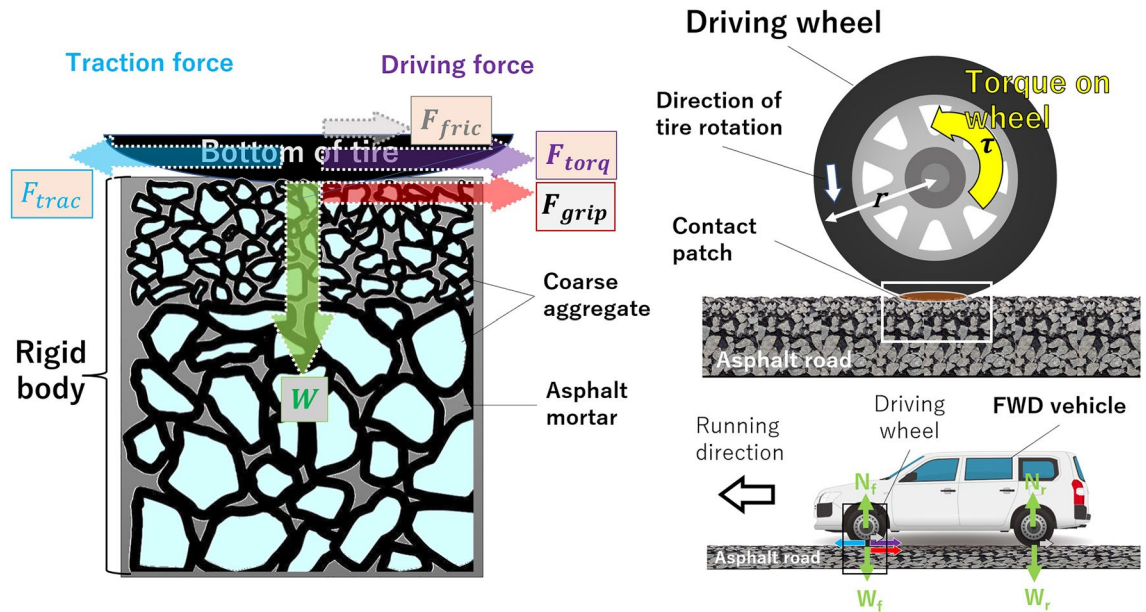 Traction force
Driving force
F_fric
Bottom of tire
F_torq
F_trac
F_grip
Coarse
aggregate
Rigid
body
W
Asphalt
mortar
Driving wheel
Direction of
tire rotation
Torque on
wheel
τ
r
Contact
patch
Asphalt road
Running
direction
Driving
wheel
FWD vehicle
N_f
N_r
Asphalt road
W_f
W_r